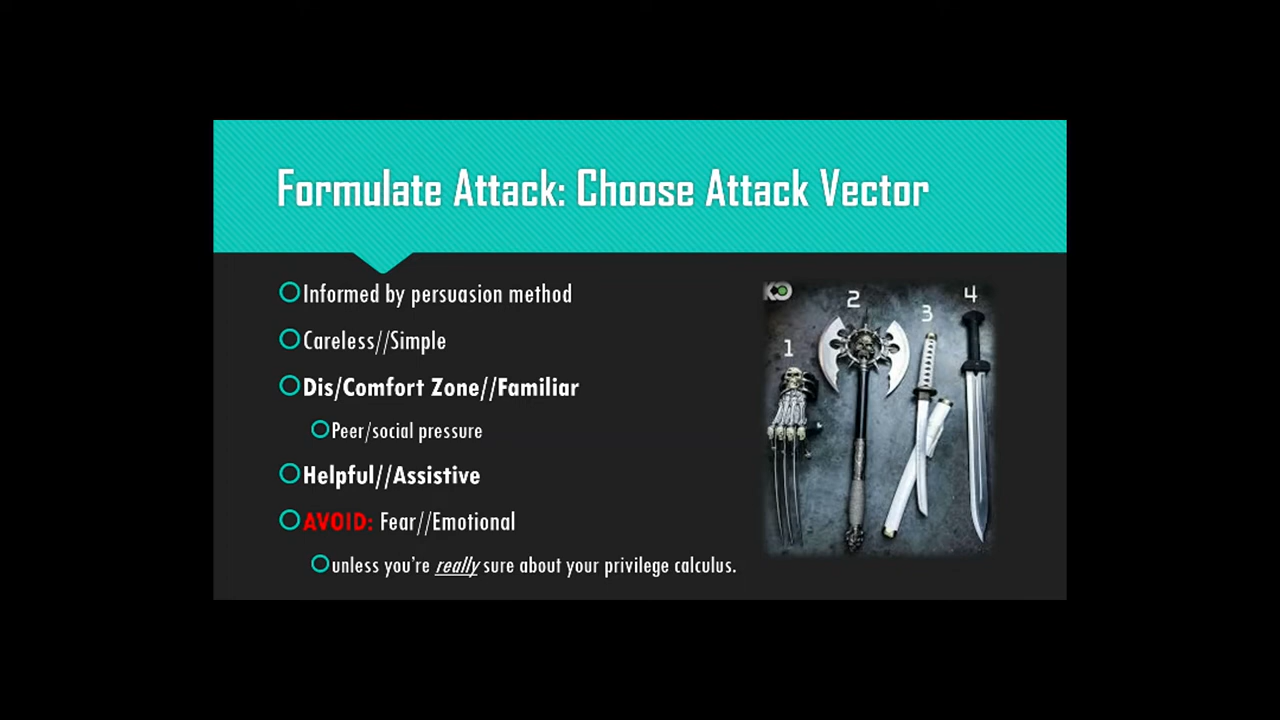 Formulate Attack: Choose Attack Vector
Informed by persuasion method
Careless//Simple
Dis/Comfort Zone//Familiar
Peer/social pressure
Helpful//Assistive
AVOID: Fear//Emotional
unless you're really sure about your privilege calculus.
KO
1
2
3
4